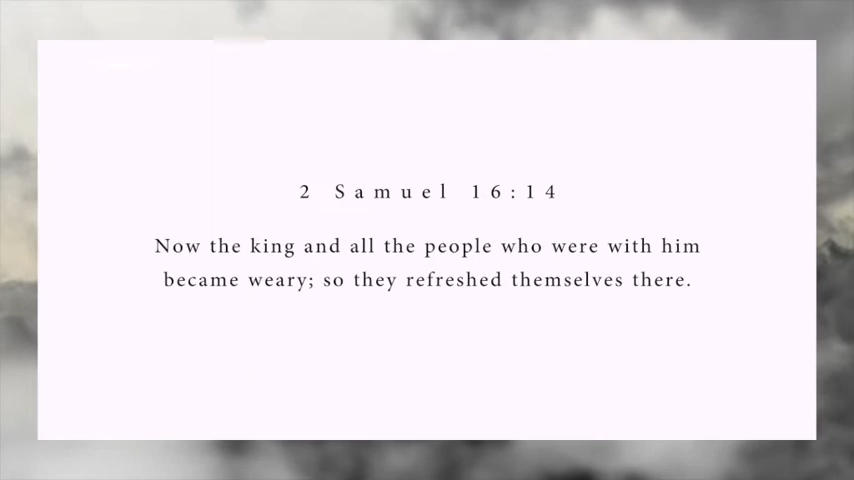 2 Samuel 16:14
Now the king and all the people who were with him
became weary; so they refreshed themselves there.